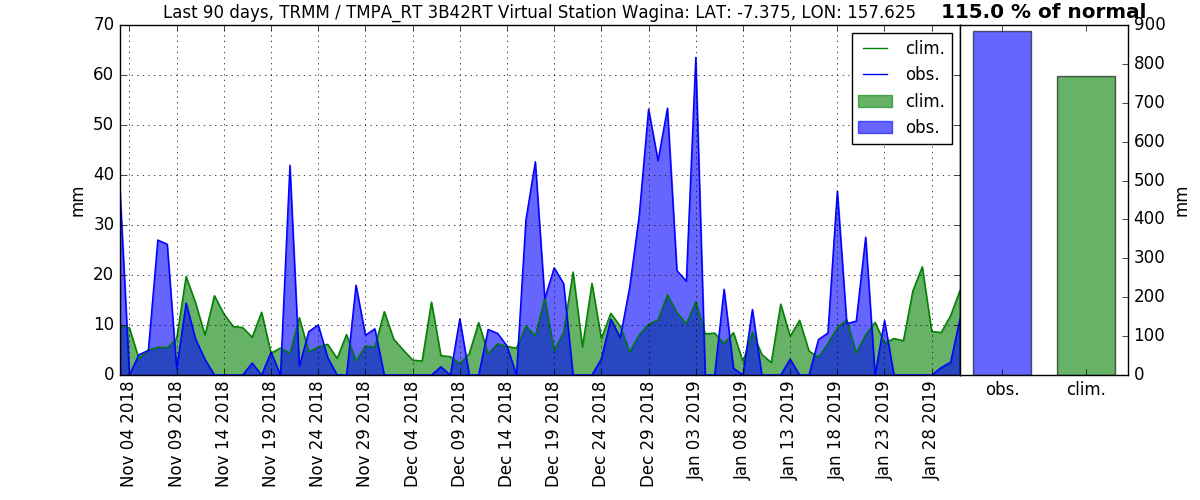 Last 90 days, TRMM / TMPA_RT 3B42RT Virtual Station Wagina: LAT: -7.375, LON: 157.625
115.0 % of normal
70
60
50
40
30
20
10
0
mm
clim.
obs.
clim.
obs.
900
800
700
600
500
400
300
200
100
0
mm
obs.
clim.
Nov 04 2018
Nov 09 2018
Nov 14 2018
Nov 19 2018
Nov 24 2018
Nov 29 2018
Dec 04 2018
Dec 09 2018
Dec 14 2018
Dec 19 2018
Dec 24 2018
Dec 29 2018
Jan 03 2019
Jan 08 2019
Jan 13 2019
Jan 18 2019
Jan 23 2019
Jan 28 2019